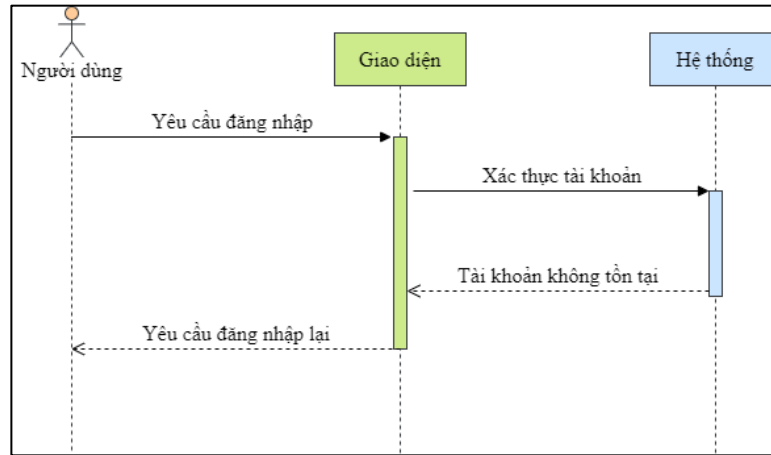 Người dùng
Giao diện
Hệ thống
Yêu cầu đăng nhập
Xác thực tài khoản
Tài khoản không tồn tại
Yêu cầu đăng nhập lại